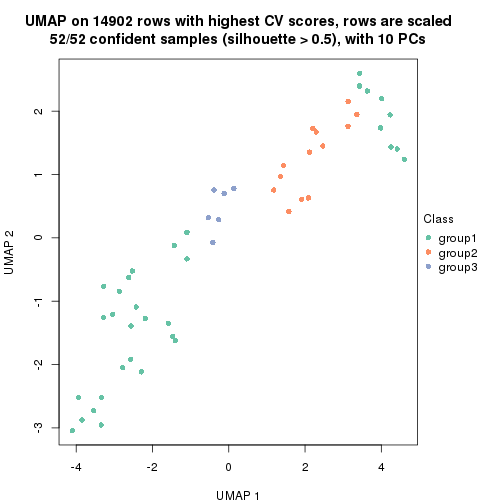 UMAP on 14902 rows with highest CV scores, rows are scaled
52/52 confident samples (silhouette > 0.5), with 10 PCs
2
1
0
-1
-2
-3
UMAP 2
-4
-2
0
2
4
UMAP 1
Class
group1
group2
group3